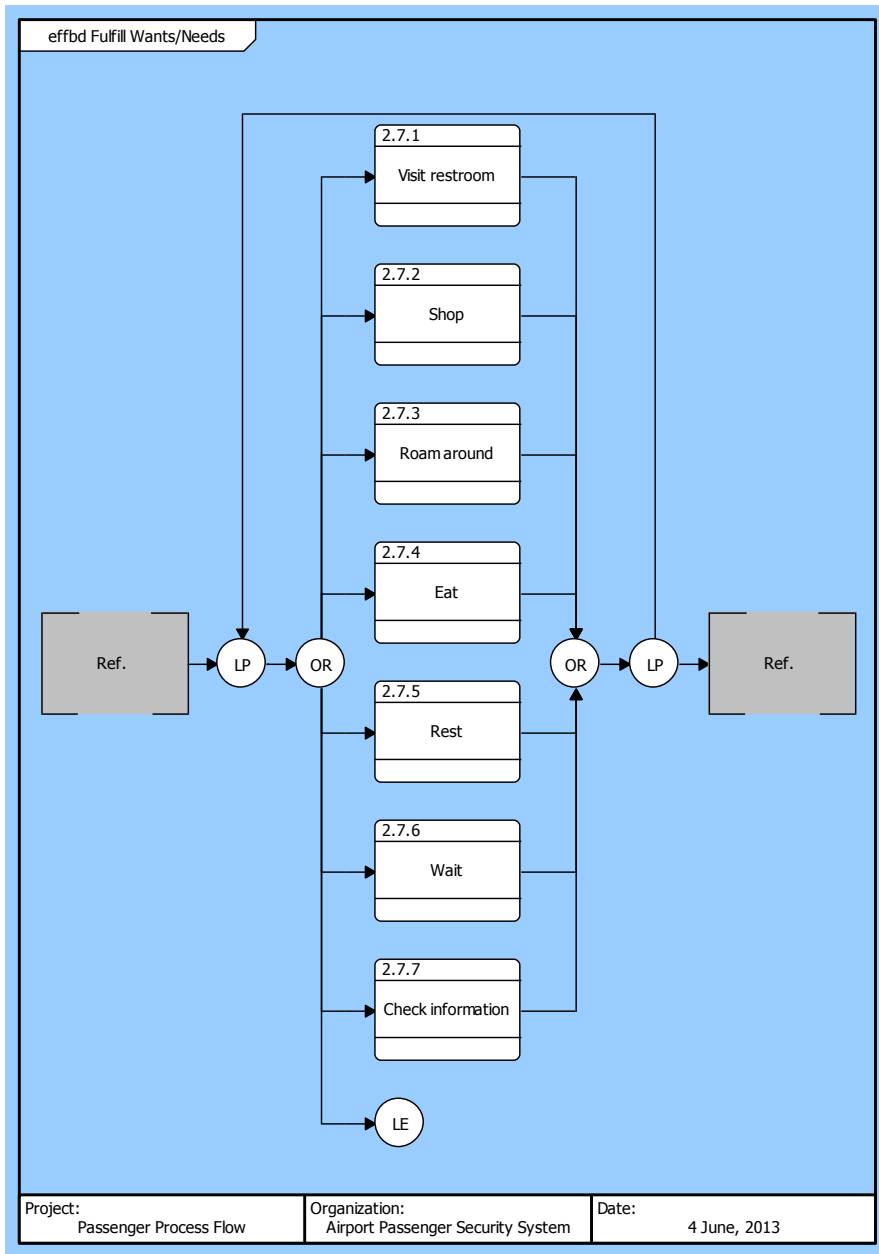 effbd Fulfill Wants/Needs
2.7.1
Visit restroom
2.7.2
Shop
2.7.3
Roam around
2.7.4
Eat
Ref.
LP
OR
OR
LP
Ref.
2.7.5
Rest
2.7.6
Wait
2.7.7
Check information
LE
Project:
Passenger Process Flow
Organization:
Airport Passenger Security System
Date:
4 June, 2013